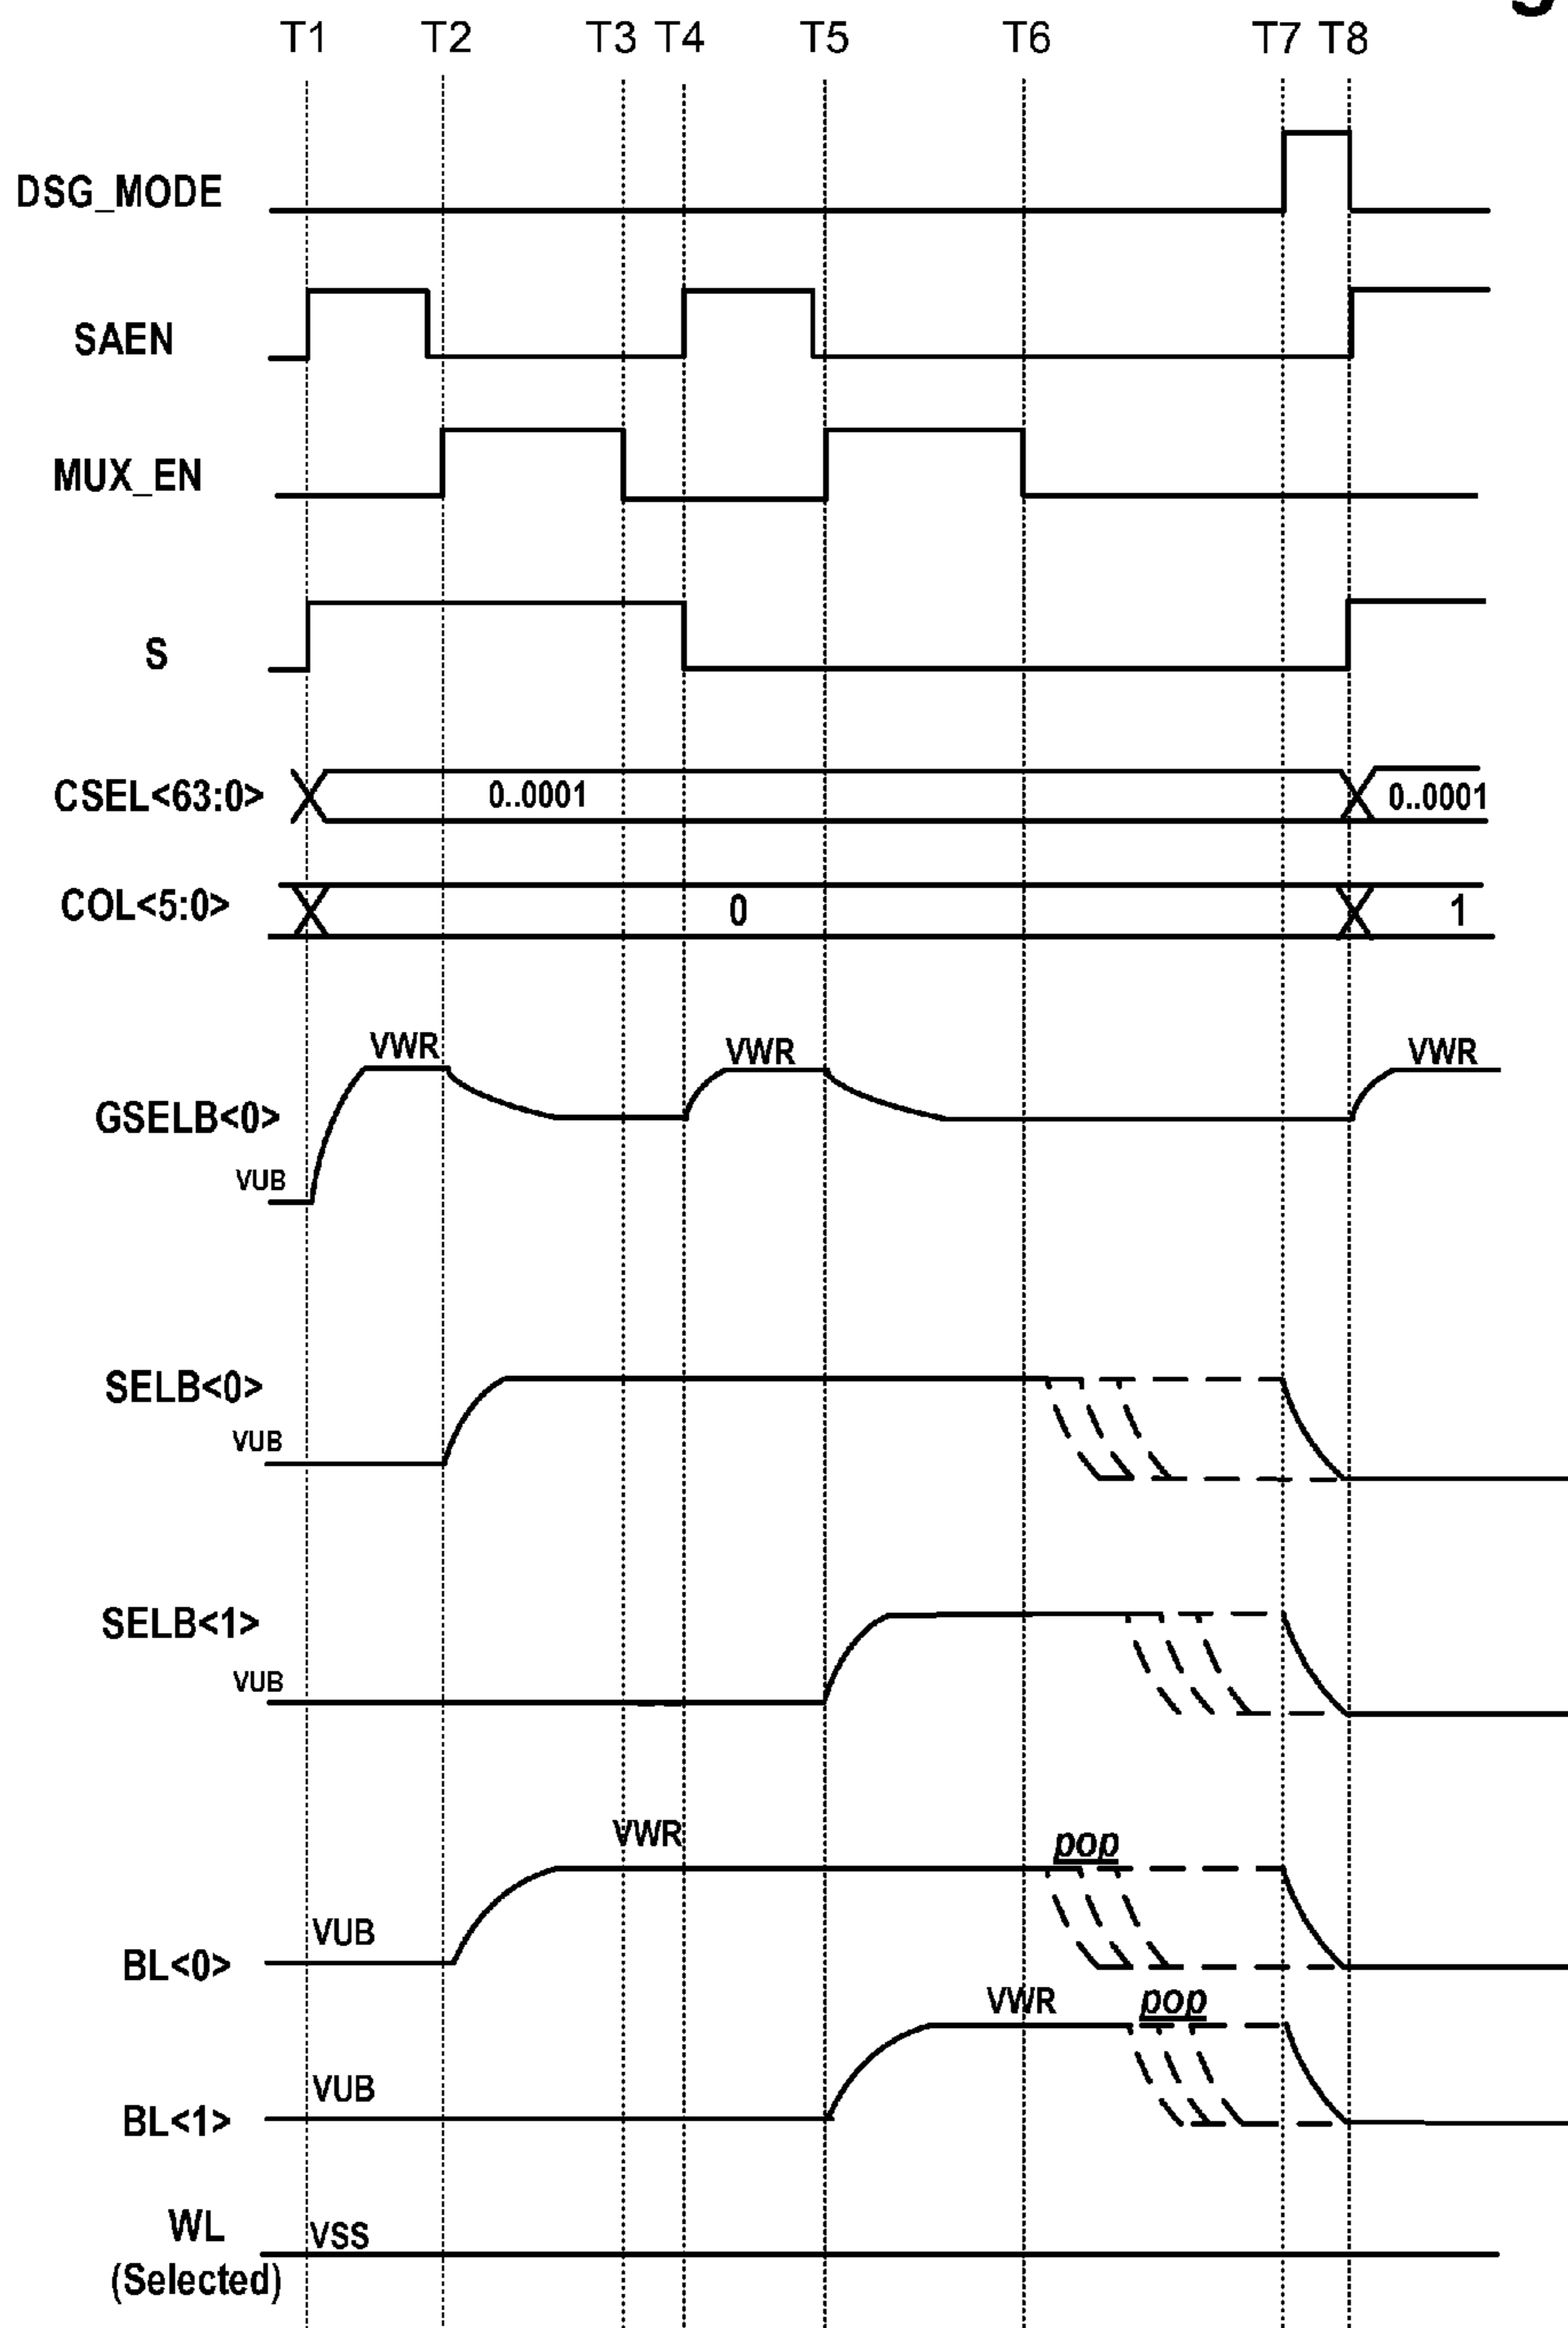 T1 T2 T3 T4 T5 T6 T7 T8
DSG_MODE
SAEN
MUX_EN
S
CSEL<63:0> 0..0001 0..0001
COL<5:0> 0 1
VWR VWR VWR
GSELB<0>
VUB
SELB<0>
VUB
SELB<1>
VUB
VWR pop
VUB
BL<0>
VWR pop
VUB
BL<1>
WL VSS
(Selected)